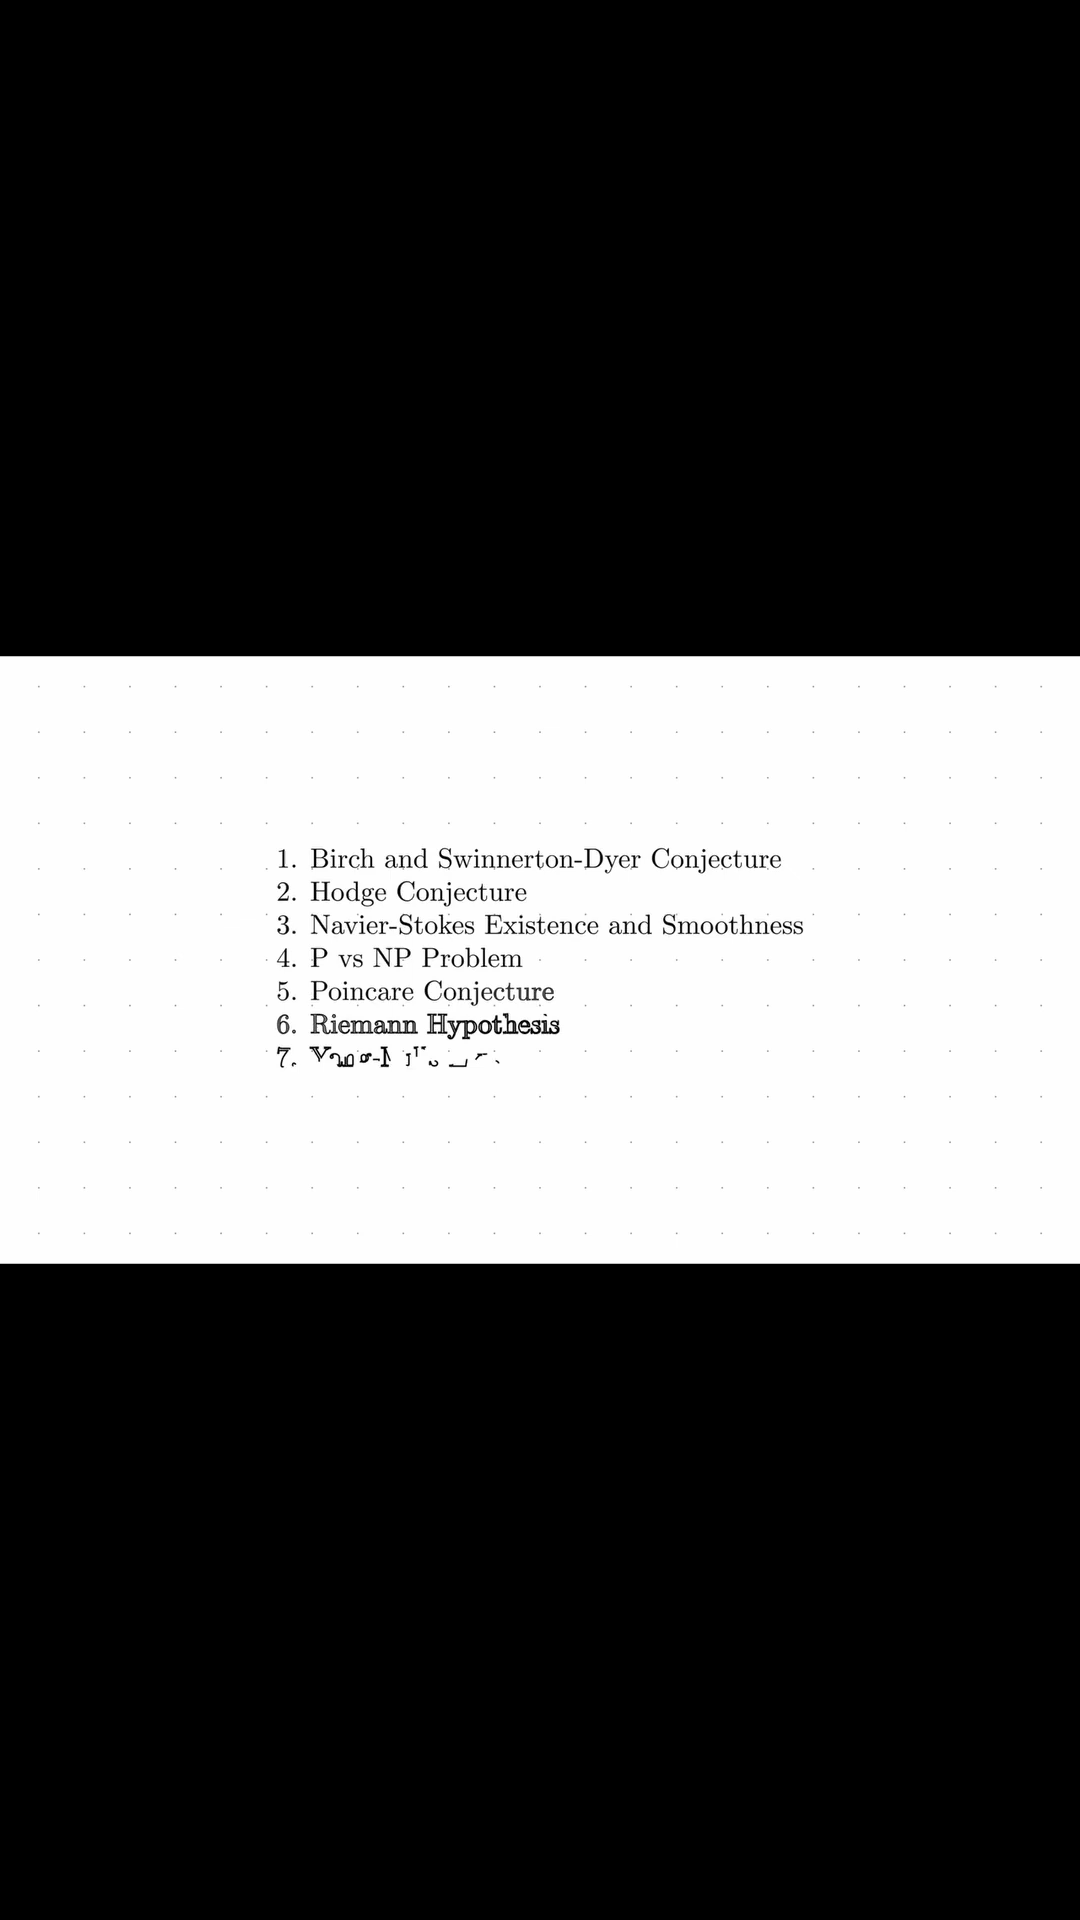 1. Birch and Swinnerton-Dyer Conjecture
2. Hodge Conjecture
3. Navier-Stokes Existence and Smoothness
4. P vs NP Problem
5. Poincare Conjecture
6. Riemann Hypothesis
7.